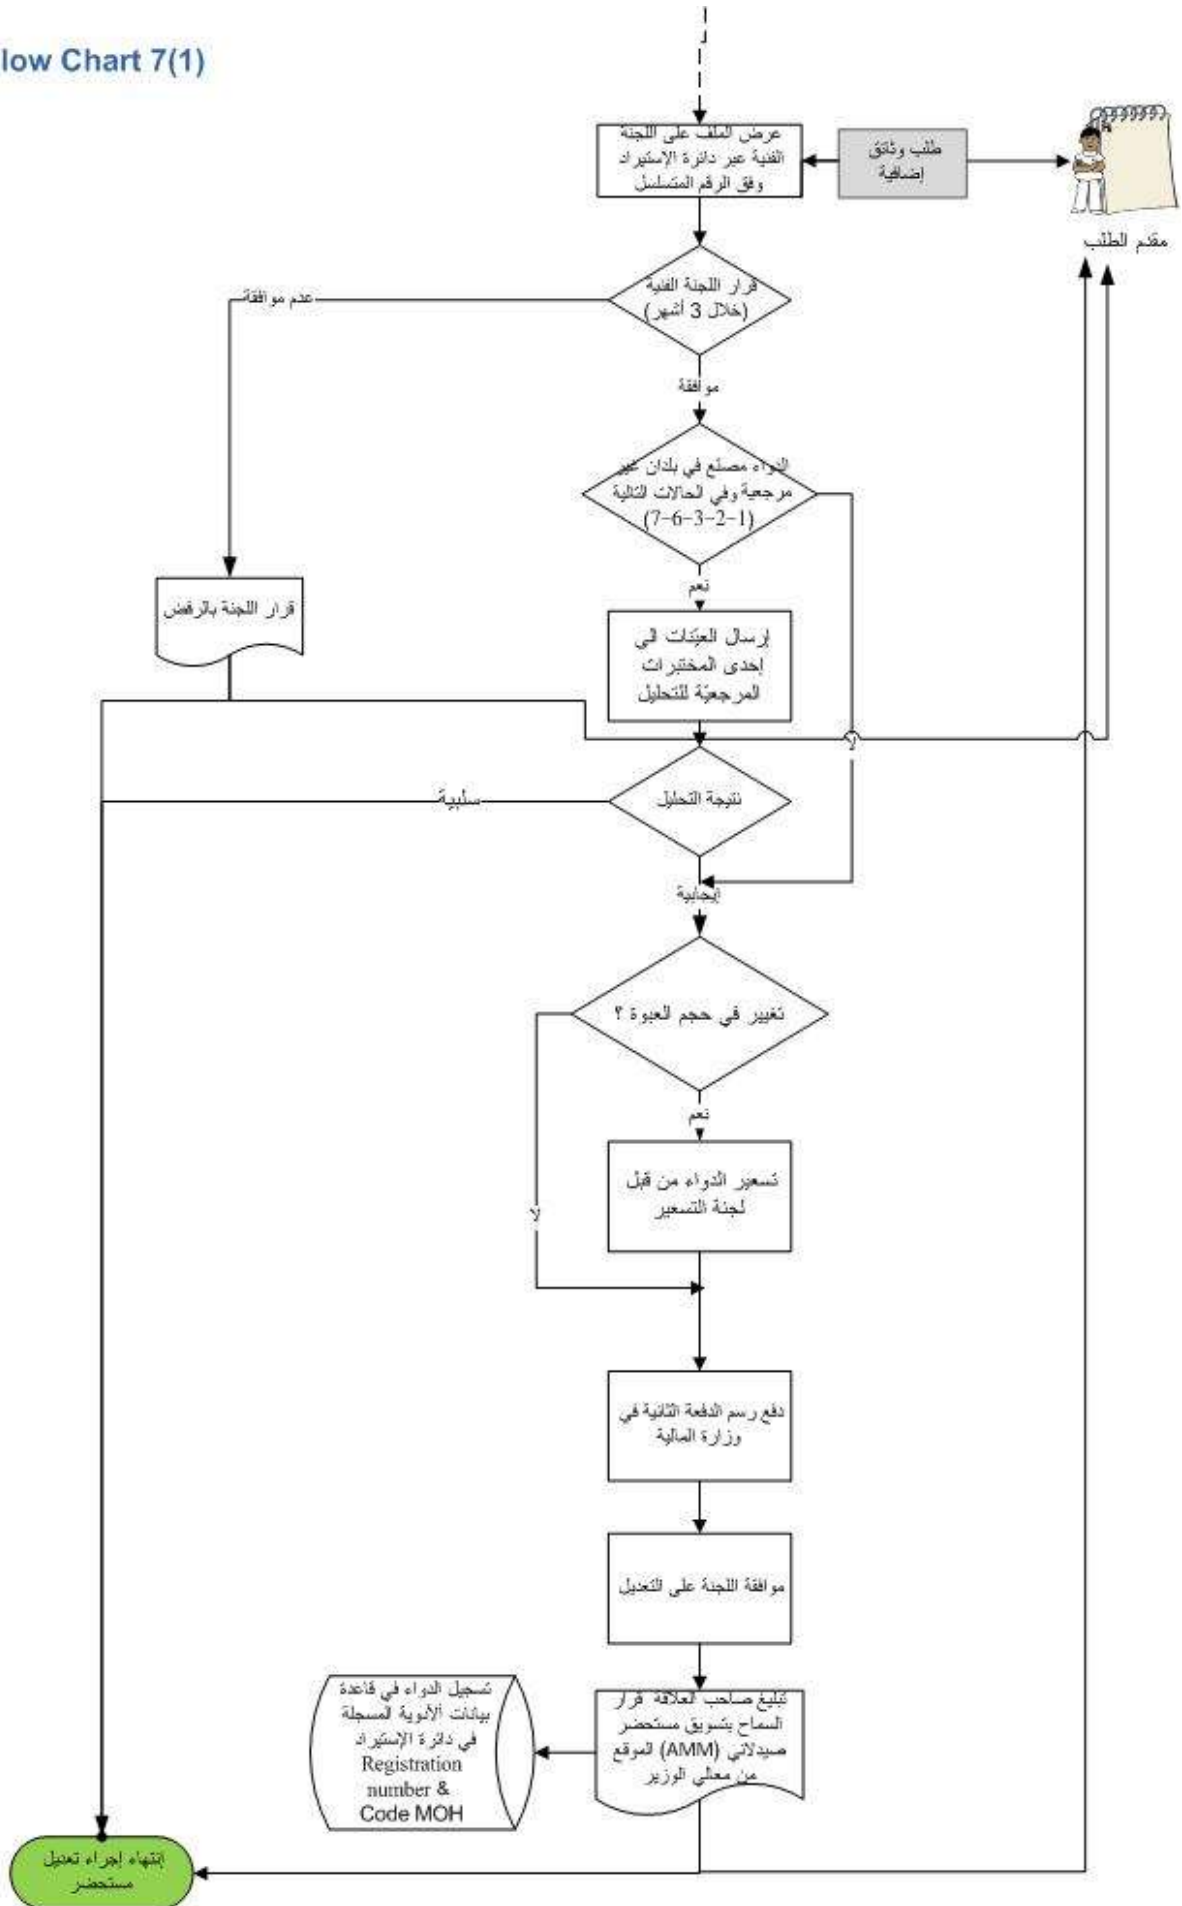 low Chart 7(1)
عرض الملف على اللجنة
الفنية عبر دائرة الإستيراد
وفق الرقم المتسلسل
طلب وثائق
إضافية
مقدم الطلب
قرار اللجنة الفنية
(خلال 3 أشهر)
عدم موافقة
موافقة
الدواء مصنع في بلدان غير
مرجعية وفي الحالات التالية
(7-6-3-2-1)
نعم
قرار اللجنة بالرفض
إرسال العيّنات الى
إحدى المختبرات
المرجعيّة للتحليل
لا
نتيجة التحليل
سلبية
إيجابية
تغيير في حجم العبوة ؟
نعم
تسعير الدواء من قبل
لجنة التسعير
لا
دفع رسم الدفعة الثانية في
وزارة المالية
موافقة اللجنة على التعديل
تبليغ صاحب العلاقة قرار
السماح بتسويق مستحضر
صيدلاني (AMM) الموقع
من معالي الوزير
تسجيل الدواء في قاعدة
بيانات ألأدوية المسجلة
في دائرة الإستيراد
Registration
number &
Code MOH
إنتهاء إجراء تعديل
مستحضر